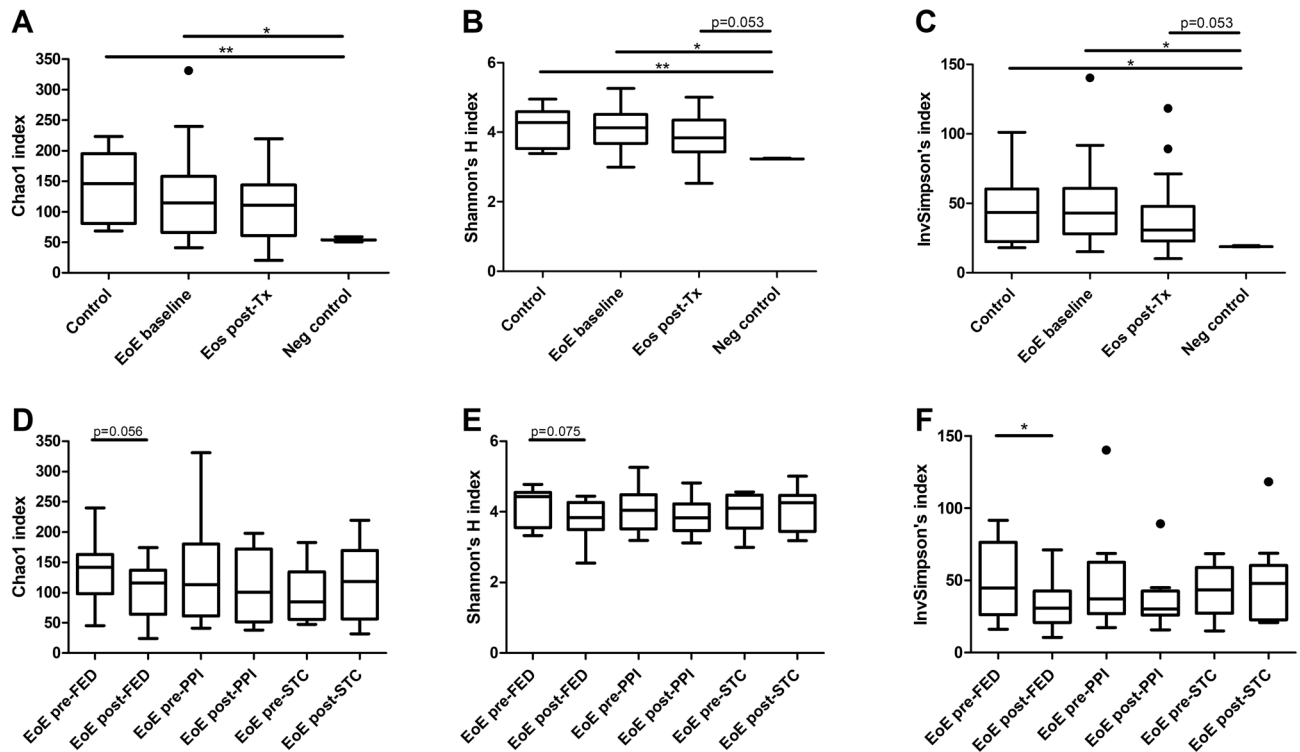 A
*
**
350
300
250
200
150
100
50
0
Chao1 index
Control
EoE baseline
Eos post-Tx
Neg control
B
p=0.053
*
**
6
4
2
0
Shannon's H index
Control
EoE baseline
Eos post-Tx
Neg control
C
p=0.053
*
*
150
100
50
0
InvSimpson's index
Control
EoE baseline
Eos post-Tx
Neg control
D
p=0.056
350
300
250
200
150
100
50
0
Chao1 index
EoE pre-FED
EoE post-FED
EoE pre-PPI
EoE post-PPI
EoE pre-STC
EoE post-STC
E
p=0.075
6
4
2
0
Shannon's H index
EoE pre-FED
EoE post-FED
EoE pre-PPI
EoE post-PPI
EoE pre-STC
EoE post-STC
F
*
150
100
50
0
InvSimpson's index
EoE pre-FED
EoE post-FED
EoE pre-PPI
EoE post-PPI
EoE pre-STC
EoE post-STC